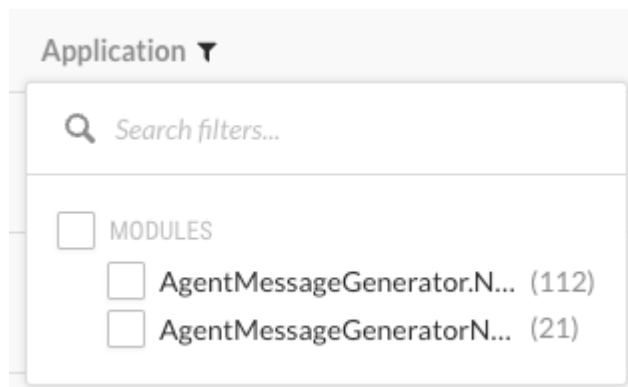 Application
Search filters...
MODULES
AgentMessageGenerator.N... (112)
AgentMessageGeneratorN... (21)